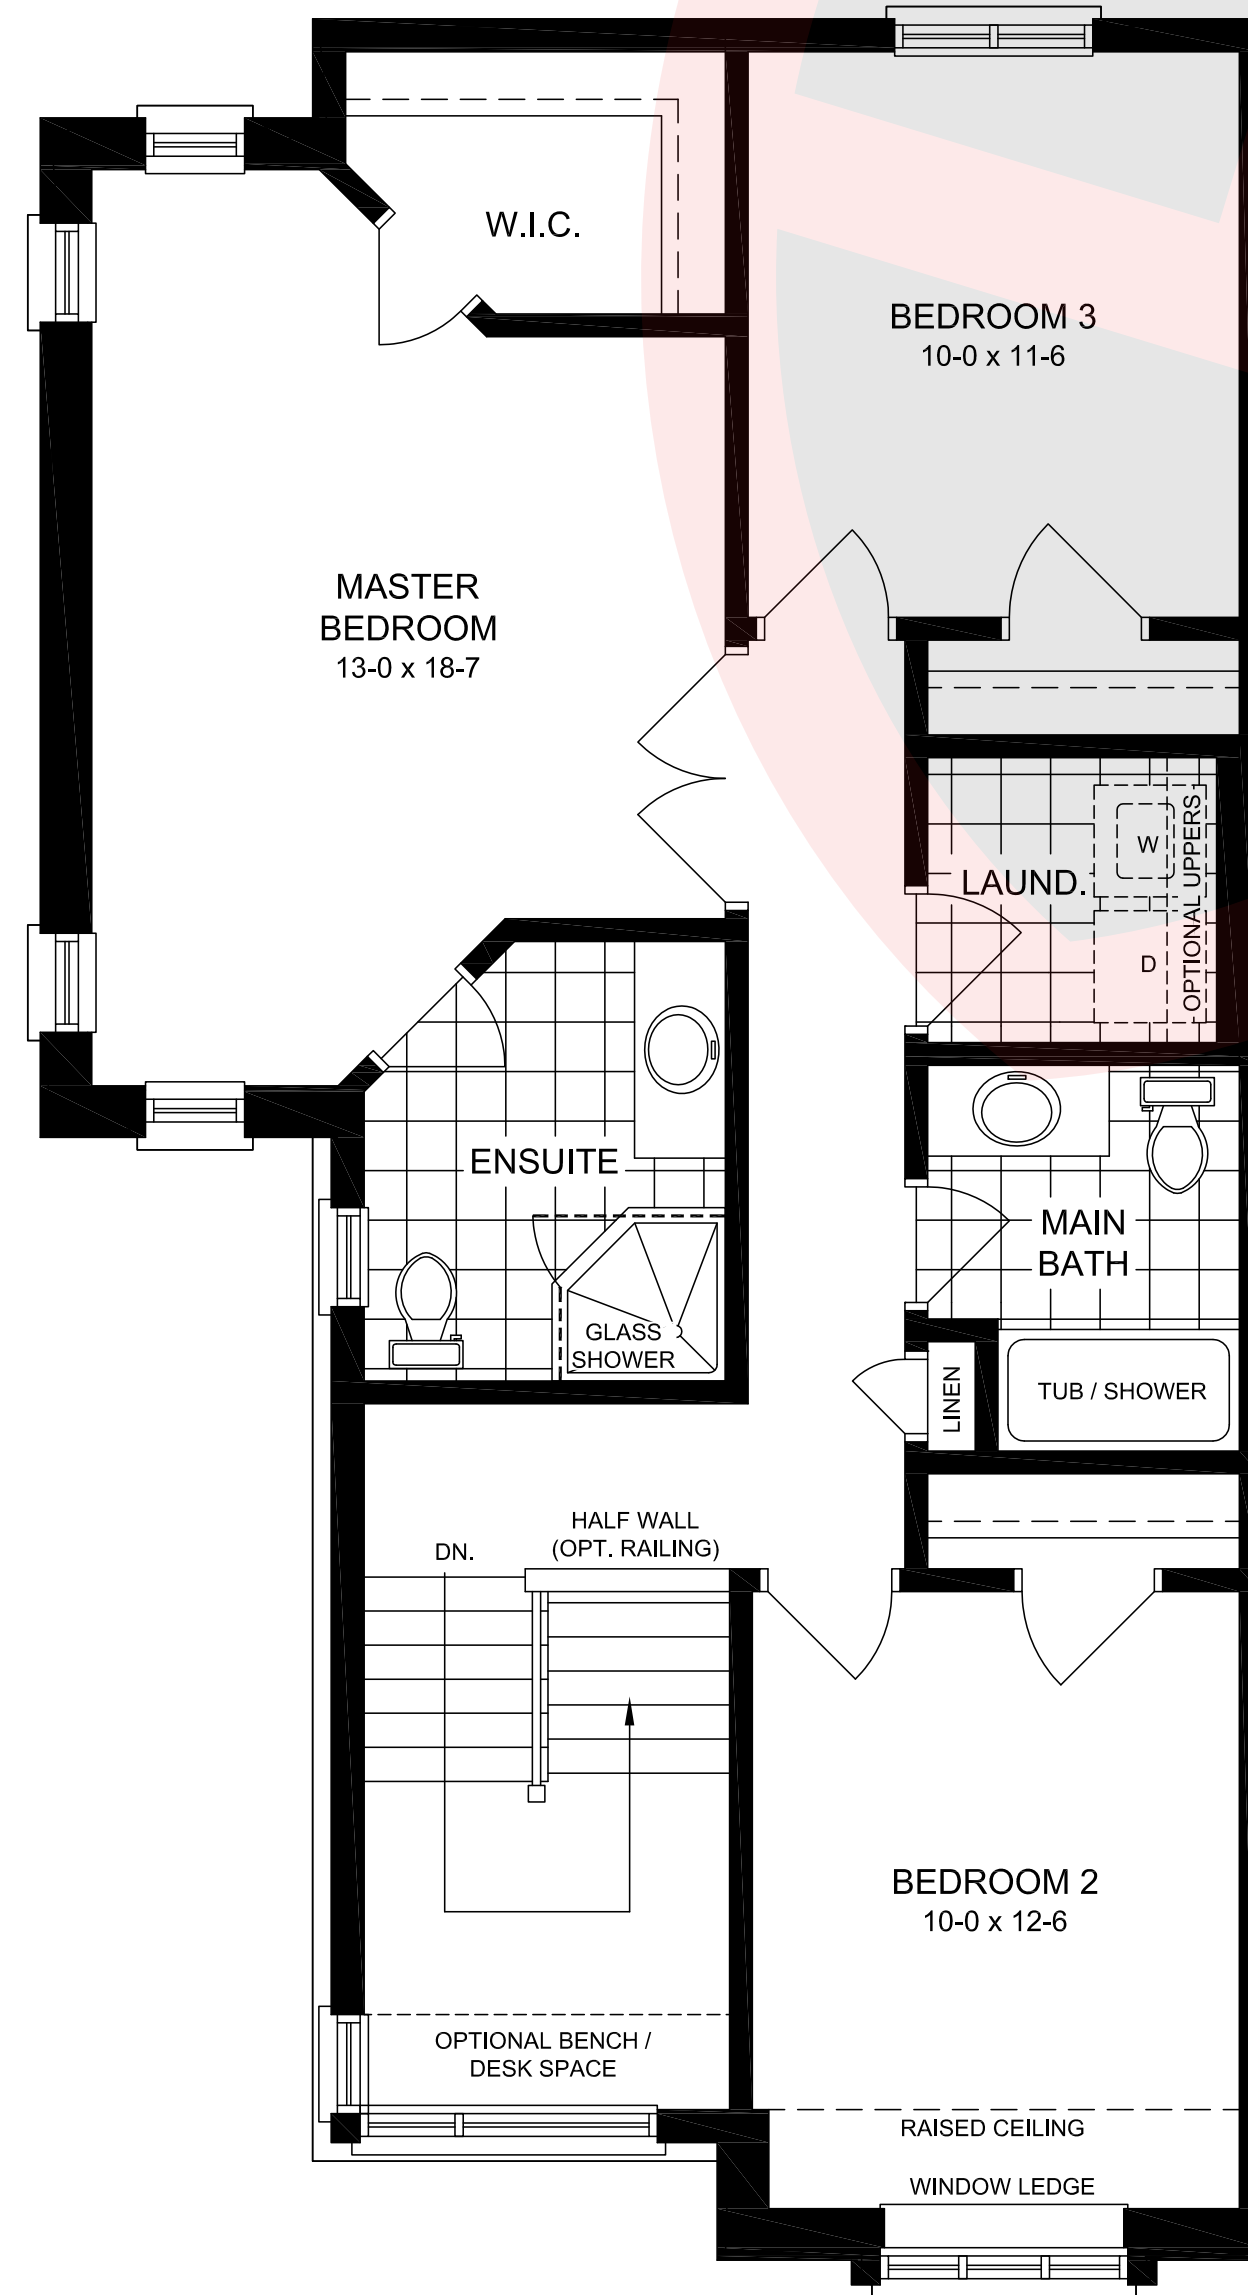 W.I.C.
BEDROOM 3
10-0 x 11-6
MASTER
BEDROOM
13-0 x 18-7
W
LAUND.
D
OPTIONAL UPPERS
ENSUITE
MAIN
BATH
GLASS
SHOWER
LINEN
TUB / SHOWER
HALF WALL
(OPT. RAILING)
DN.
BEDROOM 2
10-0 x 12-6
OPTIONAL BENCH /
DESK SPACE
RAISED CEILING
WINDOW LEDGE